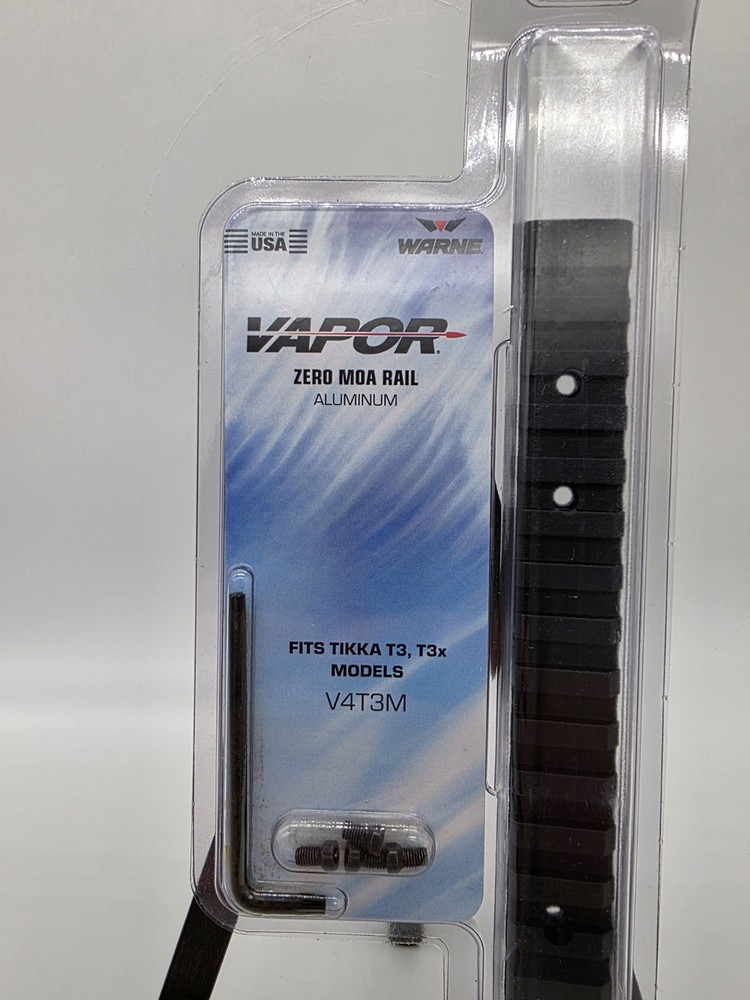 MADE IN THE
USA
WARNE
VAPOR
ZERO MOA RAIL
ALUMINUM
FITS TIKKA T3, T3x
MODELS
V4T3M